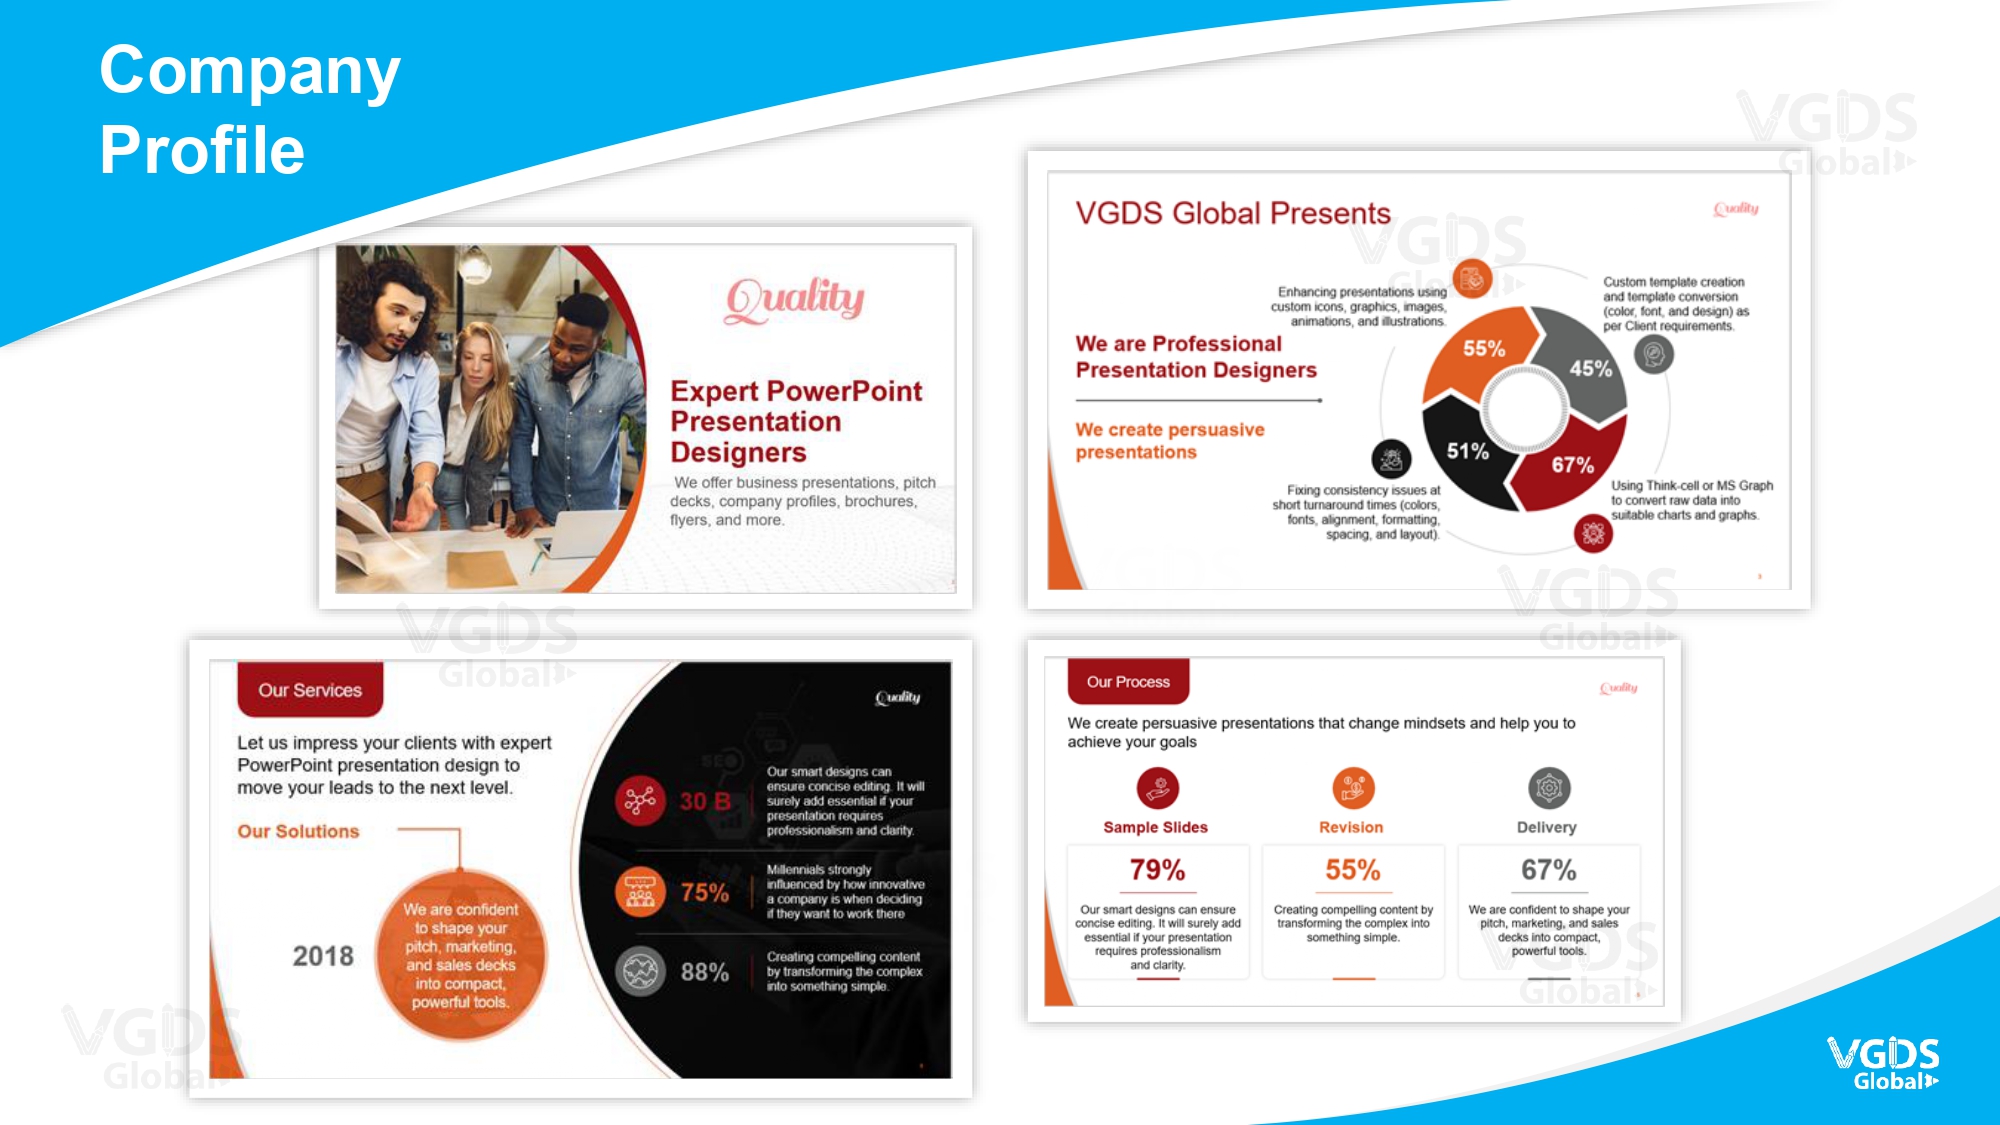 Company
Profile
VGDS
Global
Quality
Expert PowerPoint
Presentation
Designers
We offer business presentations, pitch
decks, company profiles, brochures,
flyers, and more.
VGDS Global Presents
Quality
VGDS
Global
We are Professional
Presentation Designers
We create persuasive
presentations
Enhancing presentations using
custom icons, graphics, images,
animations, and illustrations.
Custom template creation
and template conversion
(color, font, and design) as
per Client requirements.
55%
45%
51%
67%
Fixing consistency issues at
short turnaround times (colors,
fonts, alignment, formatting,
spacing, and layout).
Using Think-cell or MS Graph
to convert raw data into
suitable charts and graphs.
3
VGDS
Global
VGDS
Global
Our Services
Quality
Let us impress your clients with expert
PowerPoint presentation design to
move your leads to the next level.
Our Solutions
2018
We are confident
to shape your
pitch, marketing,
and sales decks
into compact,
powerful tools.
SEO
30 B
Our smart designs can
ensure concise editing. It will
surely add essential if your
presentation requires
professionalism and clarity.
75%
Millennials strongly
influenced by how innovative
a company is when deciding
if they want to work there
88%
Creating compelling content
by transforming the complex
into something simple.
VGDS
Global
Our Process
Quality
We create persuasive presentations that change mindsets and help you to
achieve your goals
Sample Slides
79%
Our smart designs can ensure
concise editing. It will surely add
essential if your presentation
requires professionalism
and clarity.
Revision
55%
Creating compelling content by
transforming the complex into
something simple.
Delivery
67%
We are confident to shape your
pitch, marketing, and sales
decks into compact,
powerful tools.
VGDS
Global
VGDS
Global